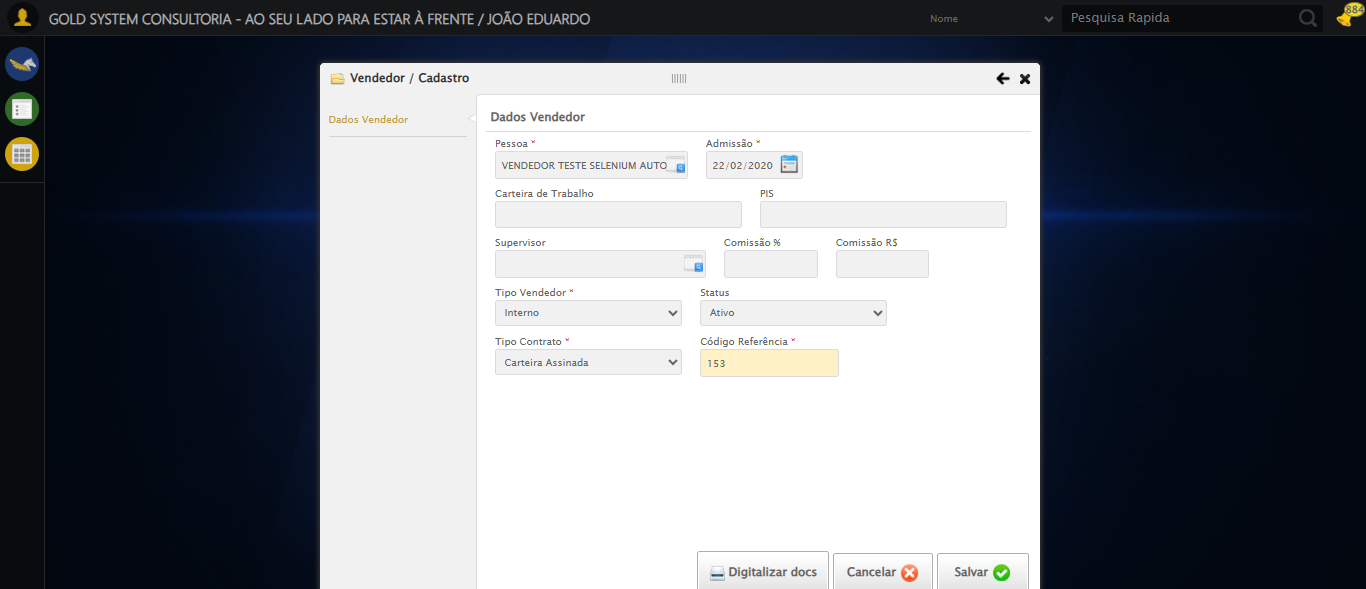 GOLD SYSTEM CONSULTORIA - AO SEU LADO PARA ESTAR À FRENTE / JOÃO EDUARDO
Nome
Pesquisa Rapida
884
Vendedor / Cadastro
Dados Vendedor
Dados Vendedor
Pessoa * Admissão *
VENDEDOR TESTE SELENIUM AUTO 22/02/2020
Carteira de Trabalho PIS
Supervisor Comissão % Comissão R$
Tipo Vendedor * Status
Interno Ativo
Tipo Contrato * Código Referência *
Carteira Assinada 153
Digitalizar docs Cancelar Salvar